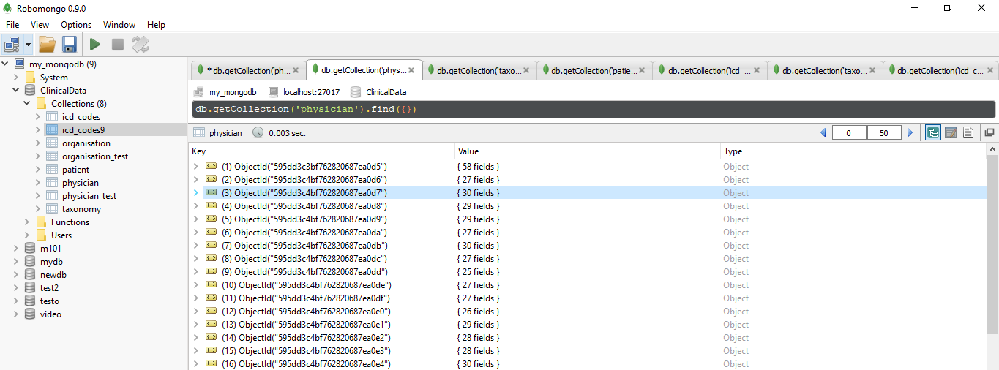 Robomongo 0.9.0
File View Options Window Help
my_mongodb (9)
System
ClinicalData
Collections (8)
icd_codes
icd_codes9
organisation
organisation_test
patient
physician
physician_test
taxonomy
Functions
Users
m101
mydb
newdb
test2
testo
video
* db.getCollection('ph... db.getCollection('phys... db.getCollection('taxo... db.getCollection('patie... db.getCollection('icd_... db.getCollection('taxo... db.getCollection('icd_c...
my_mongodb localhost:27017 ClinicalData
db.getCollection('physician').find({})
physician 0.003 sec. 0 50
Key Value Type
(1) ObjectId("595dd3c3bf762820687ea0d5") { 58 fields } Object
(2) ObjectId("595dd3c4bf762820687ea0d6") { 27 fields } Object
(3) ObjectId("595dd3c4bf762820687ea0d7") { 30 fields } Object
(4) ObjectId("595dd3c4bf762820687ea0d8") { 29 fields } Object
(5) ObjectId("595dd3c4bf762820687ea0d9") { 29 fields } Object
(6) ObjectId("595dd3c4bf762820687ea0da") { 27 fields } Object
(7) ObjectId("595dd3c4bf762820687ea0db") { 30 fields } Object
(8) ObjectId("595dd3c4bf762820687ea0dc") { 27 fields } Object
(9) ObjectId("595dd3c4bf762820687ea0dd") { 25 fields } Object
(10) ObjectId("595dd3c4bf762820687ea0de") { 27 fields } Object
(11) ObjectId("595dd3c4bf762820687ea0df") { 27 fields } Object
(12) ObjectId("595dd3c4bf762820687ea0e0") { 26 fields } Object
(13) ObjectId("595dd3c4bf762820687ea0e1") { 29 fields } Object
(14) ObjectId("595dd3c4bf762820687ea0e2") { 28 fields } Object
(15) ObjectId("595dd3c4bf762820687ea0e3") { 28 fields } Object
(16) ObjectId("595dd3c4bf762820687ea0e4") { 30 fields } Object